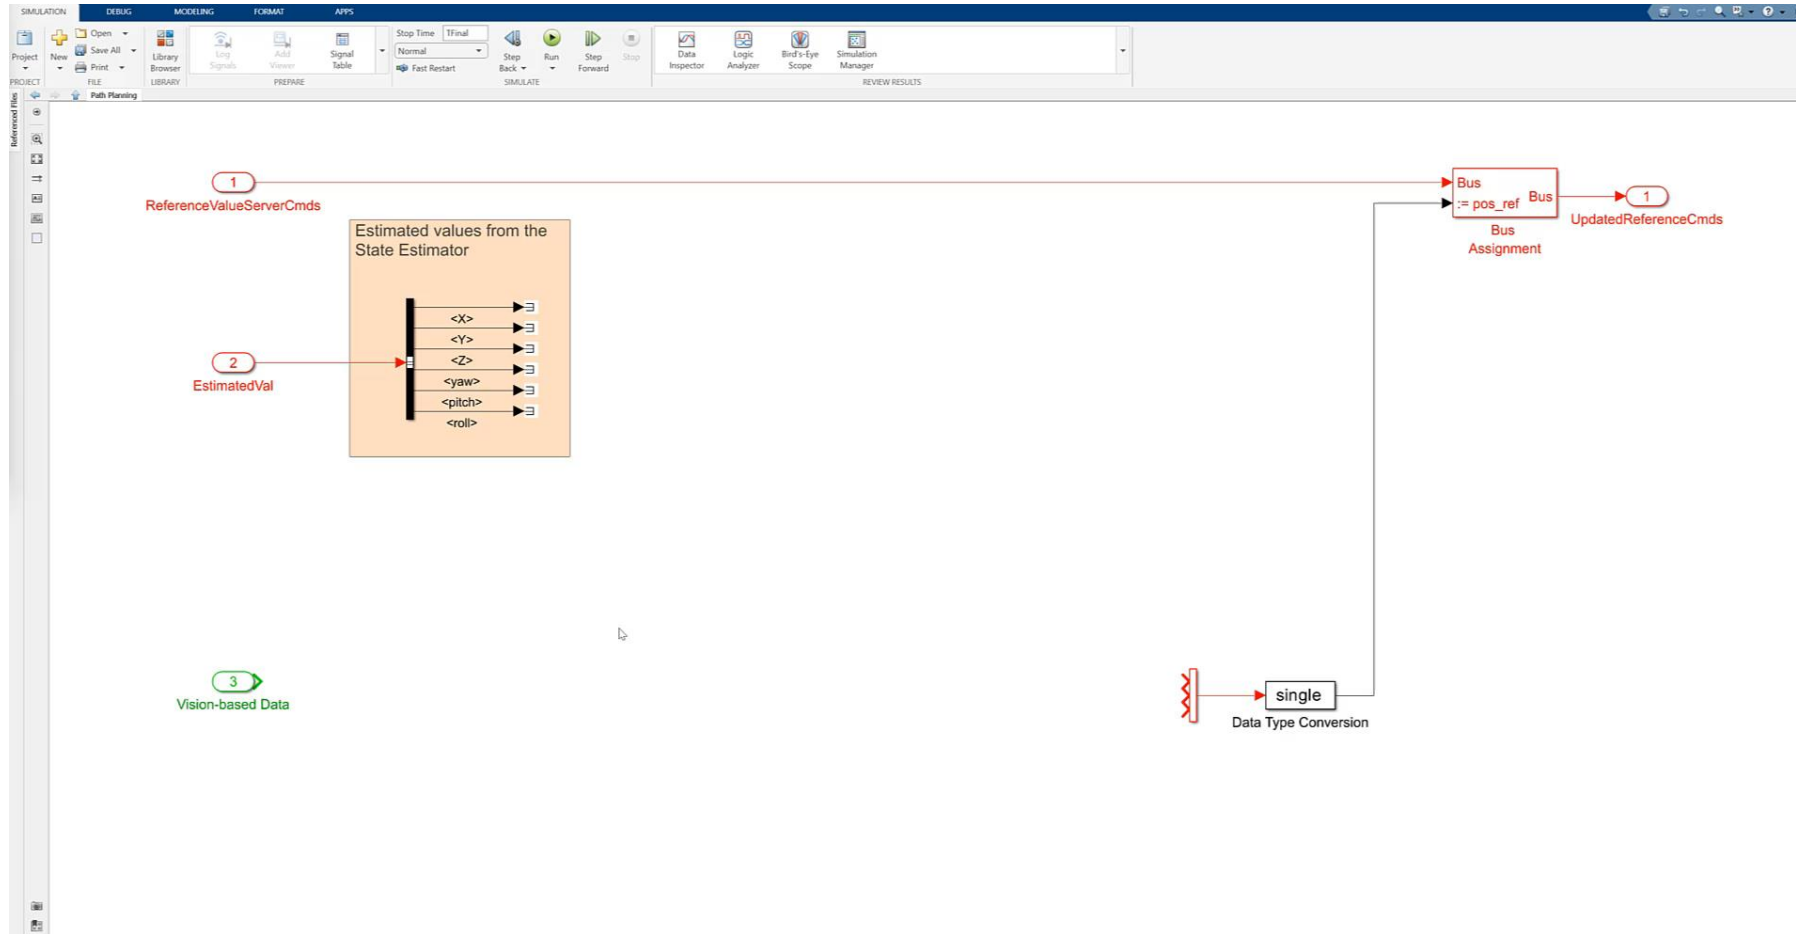 SIMULATION DEBUG MODELING FORMAT APPS
Project
New
Open
Save All
Print
Library
Browser
Log
Signals
Add
Viewer
Signal
Table
Stop Time 1Final
Normal
Fast Restart
Step
Back
Run
Step
Forward
Stop
Data
Inspector
Logic
Analyzer
Bird's-Eye
Scope
Simulation
Manager
PROJECT FILE LIBRARY PREPARE SIMULATE REVIEW RESULTS
Path Planning
Referenced Files
1
ReferenceValueServerCmds
Bus
:= pos_ref
Bus
Bus
Assignment
1
UpdatedReferenceCmds
Estimated values from the
State Estimator
<X>
<Y>
<Z>
<yaw>
<pitch>
<roll>
2
EstimatedVal
3
Vision-based Data
single
Data Type Conversion